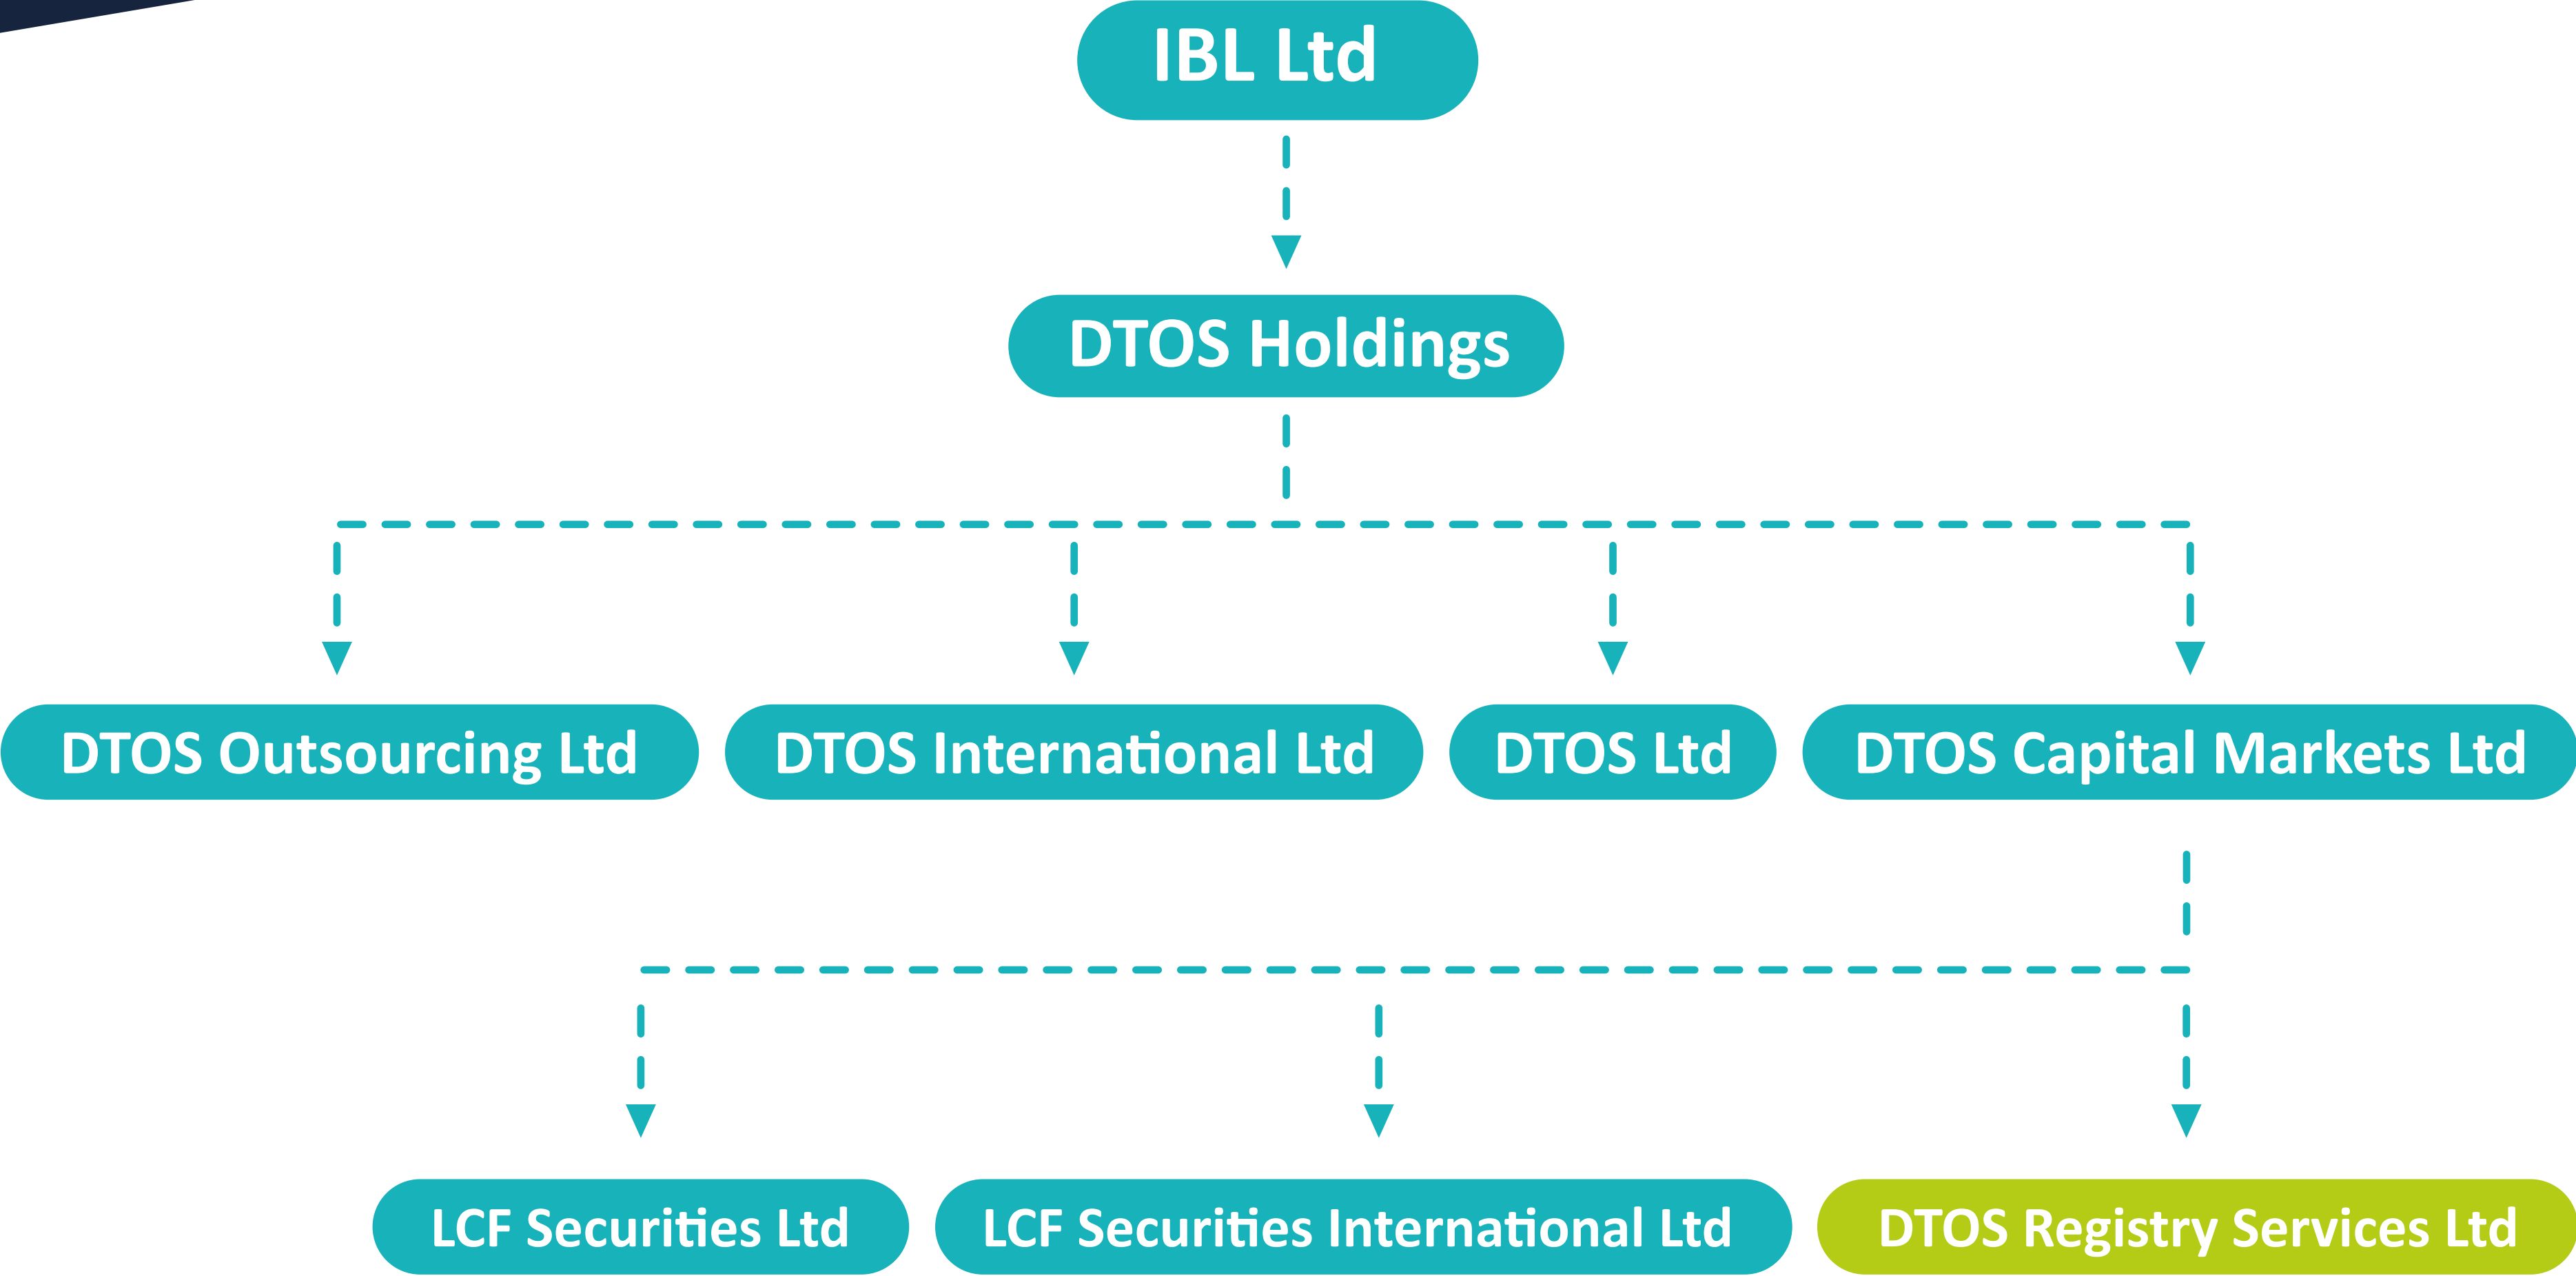 IBL Ltd
DTOS Holdings
DTOS Outsourcing Ltd
DTOS International Ltd
DTOS Ltd
DTOS Capital Markets Ltd
LCF Securities Ltd
LCF Securities International Ltd
DTOS Registry Services Ltd